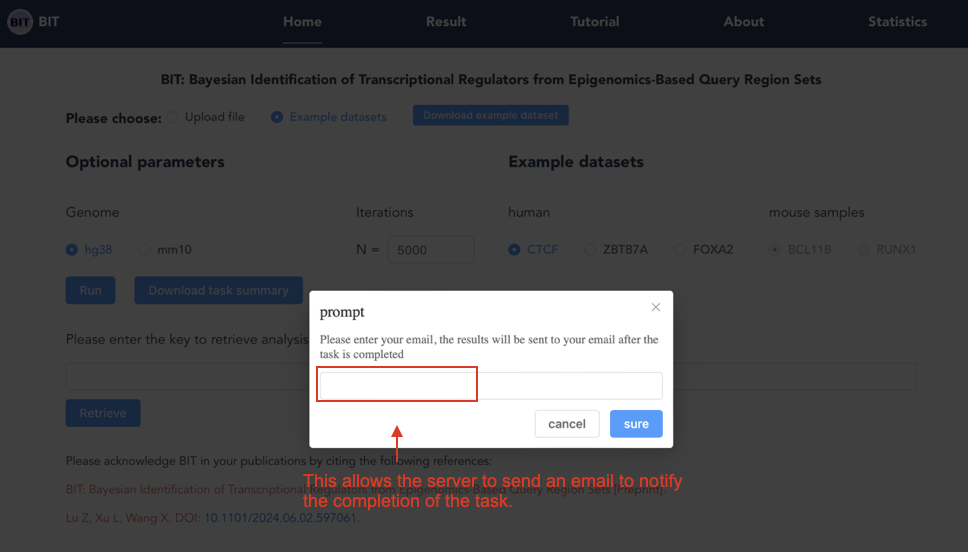 BIT BIT Home Result Tutorial About Statistics
BIT: Bayesian Identification of Transcriptional Regulators from Epigenomics-Based Query Region Sets
Please choose: Upload file Example datasets Download example dataset
Optional parameters Example datasets
Genome Iterations human mouse samples
hg38 mm10 N = 5000 CTCF ZBTB7A FOXA2 BCL11B RUNX1
Run Download task summary
prompt
Please enter your email, the results will be sent to your email after the
task is completed
Please enter the key to retrieve analysis
cancel sure
Retrieve
Please acknowledge BIT in your publications by citing the following references:
This allows the server to send an email to notify
the completion of the task.
BIT: Bayesian Identification of Transcriptional Regulators from Epigenomics-Based Query Region Sets [Preprint].
Lu Z, Xu L, Wang X. DOI: 10.1101/2024.06.02.597061.